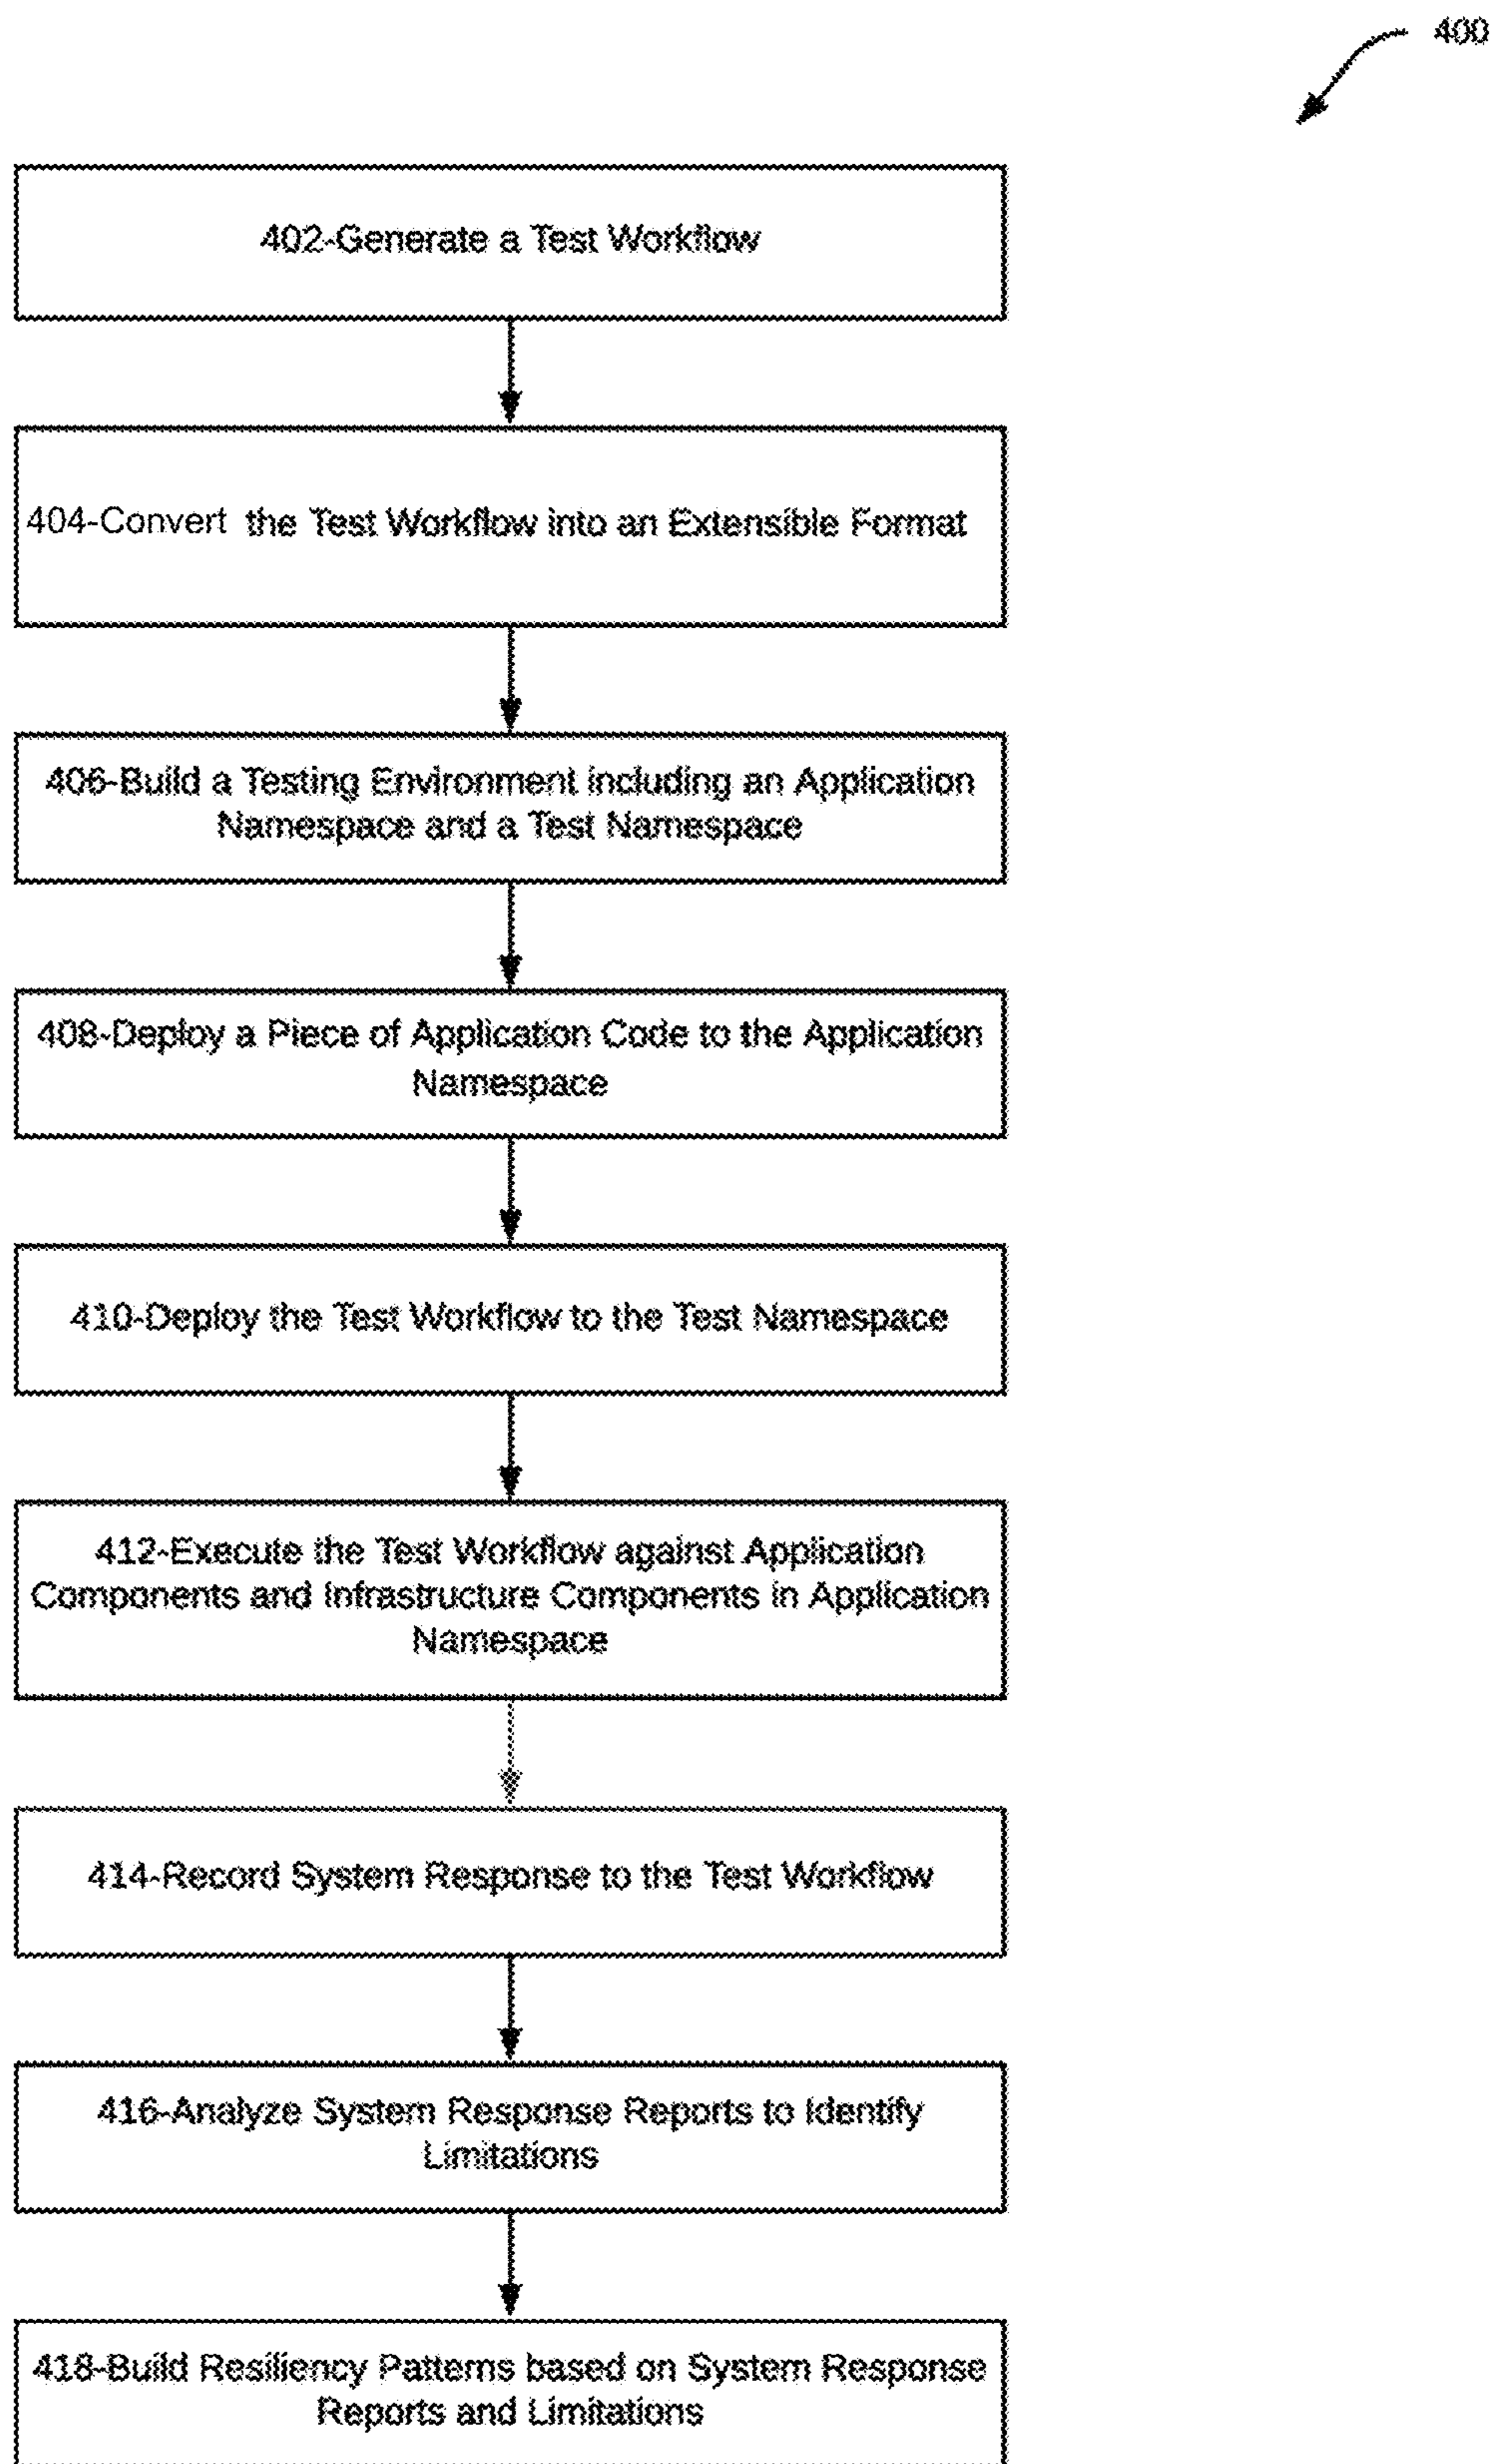 400
402-Generate a Test Workflow
404-Convert the Test Workflow into an Extensible Format
406-Build a Testing Environment including an Application
Namespace and a Test Namespace
408-Deploy a Piece of Application Code to the Application
Namespace
410-Deploy the Test Workflow to the Test Namespace
412-Execute the Test Workflow against Application
Components and Infrastructure Components in Application
Namespace
414-Record System Response to the Test Workflow
416-Analyze System Response Reports to Identify
Limitations
418-Build Resiliency Patterns based on System Response
Reports and Limitations